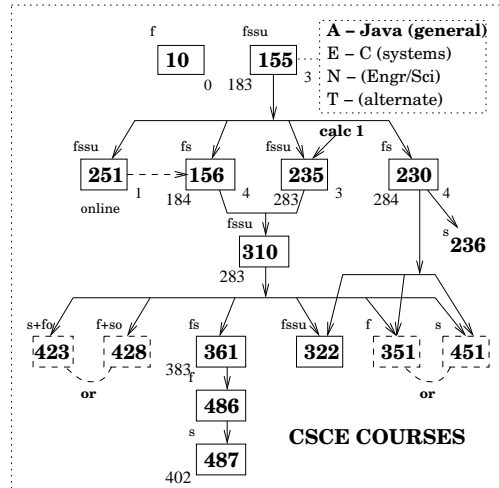 f
fssu
A – Java (general)
10
155
E – C (systems)
N – (Engr/Sci)
0
183
3
T – (alternate)
calc 1
fssu
fs
fssu
fs
251
156
235
230
1
184
4
283
3
284
4
online
fssu
s
236
310
283
s+fo
f+so
fs
fssu
f
s
423
428
361
322
351
451
383
f
or
or
486
s
487
402
CSCE COURSES